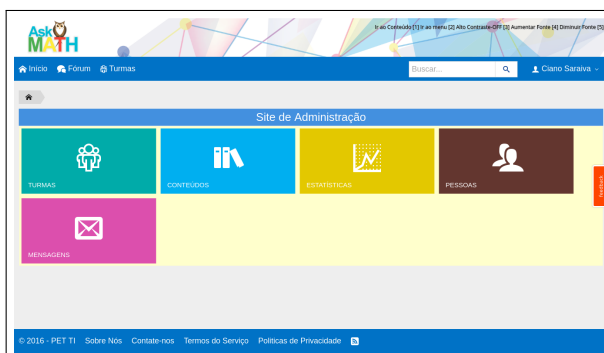 Ask
MATH
Ir ao Conteúdo [1] Ir ao menu [2] Alto Contraste-OFF [3] Aumentar Fonte [4] Diminuir Fonte [5]
Início Fórum Turmas Buscar... Ciano Saraiva
Site de Administração
TURMAS CONTEÚDOS ESTATÍSTICAS PESSOAS
Feedback
MENSAGENS
© 2016 - PET TI Sobre Nós Contate-nos Termos do Serviço Politicas de Privacidade